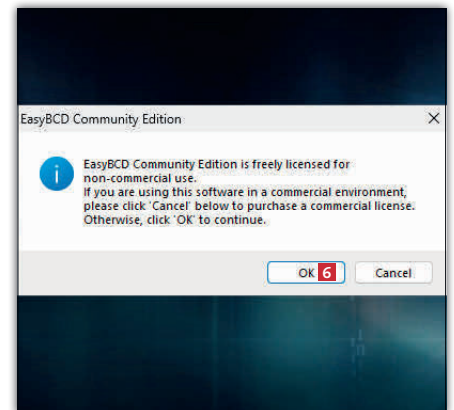 EasyBCD Community Edition
EasyBCD Community Edition is freely licensed for
non-commercial use.
If you are using this software in a commercial environment,
please click 'Cancel' below to purchase a commercial license.
Otherwise, click 'OK' to continue.
OK 6 Cancel